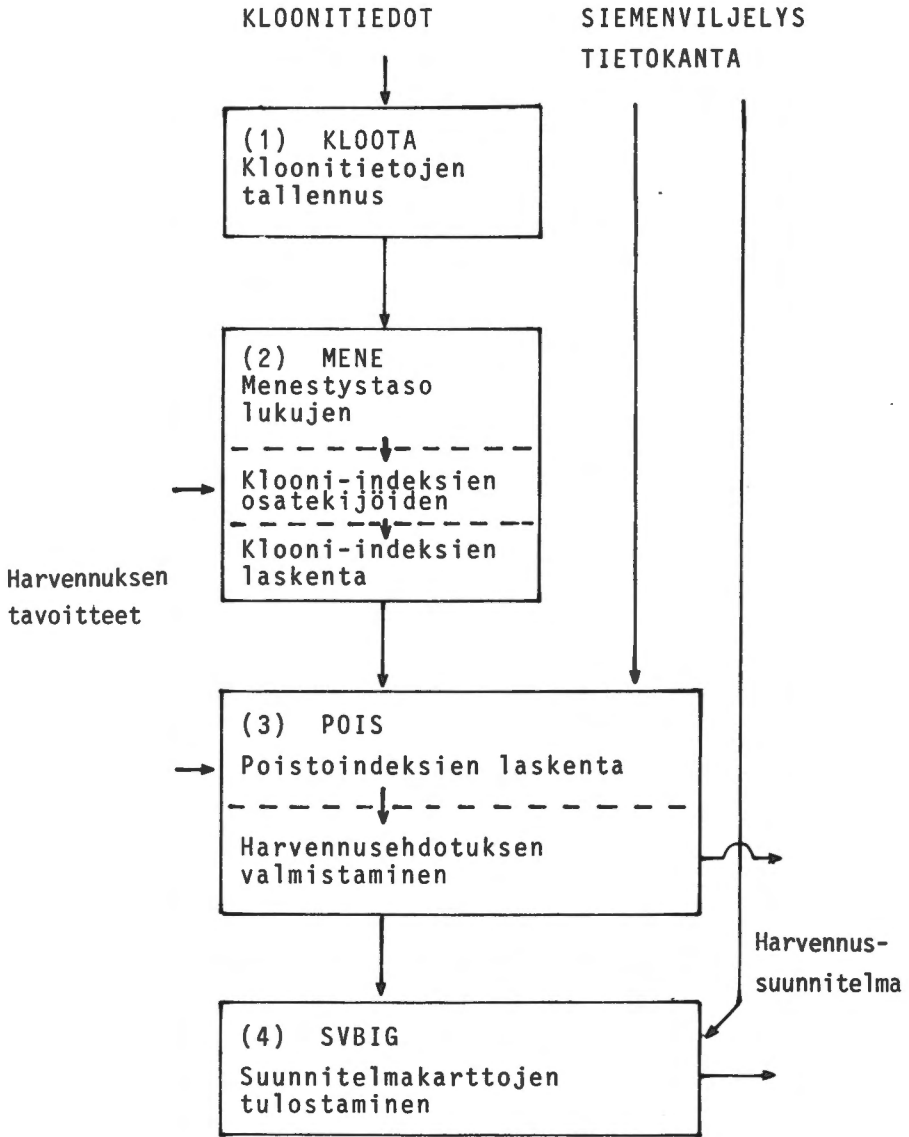 KLOONITIEDOT
SIEMENVILJELYS
TIETOKANTA
(1) KLOOTA
Kloonitietojen
tallennus
(2) MENE
Menestystaso
lukujen
Klooni-indeksien
osatekijöiden
Klooni-indeksien
laskenta
Harvennuksen
tavoitteet
(3) POIS
Poistoindeksien laskenta
Harvennusehdotuksen
valmistaminen
Harvennus-
suunnitelma
(4) SVBIG
Suunnitelmakarttojen
tulostaminen